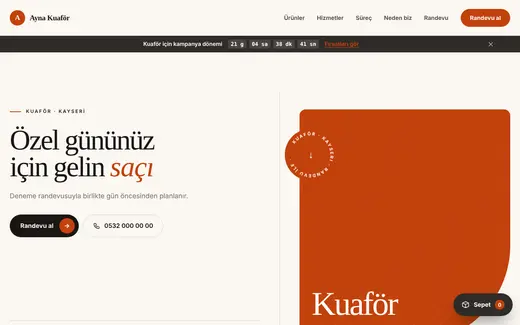 A Ayna Kuaför
Ürünler Hizmetler Süreç Neden biz Randevu Randevu al
Kuaför için kampanya dönemi 21 g 04 sa 38 dk 41 sn Fırsatları gör
KUAFÖR · KAYSERİ
Özel gününüz
için gelin saçı
Deneme randevusuyla birlikte gün öncesinden planlanır.
Randevu al → 0532 000 00 00
KUAFÖR · KAYSERİ · RANDEVU İLE ·
↓
Kuaför
Sepet 0